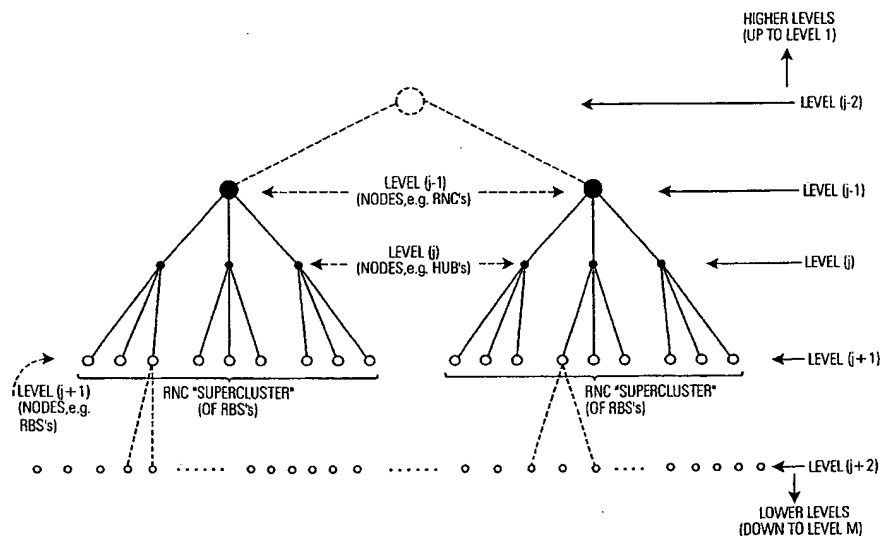 HIGHER LEVELS
(UP TO LEVEL 1)
LEVEL (j-2)
LEVEL (j-1)
(NODES,e.g. RNC's)
LEVEL (j-1)
LEVEL (j)
(NODES,e.g. HUB's)
LEVEL (j)
LEVEL (j+1)
LEVEL (j+1)
(NODES,e.g.
RBS's)
RNC "SUPERCLUSTER"
(OF RBS's)
RNC "SUPERCLUSTER"
(OF RBS's)
LEVEL (j+2)
LOWER LEVELS
(DOWN TO LEVEL M)